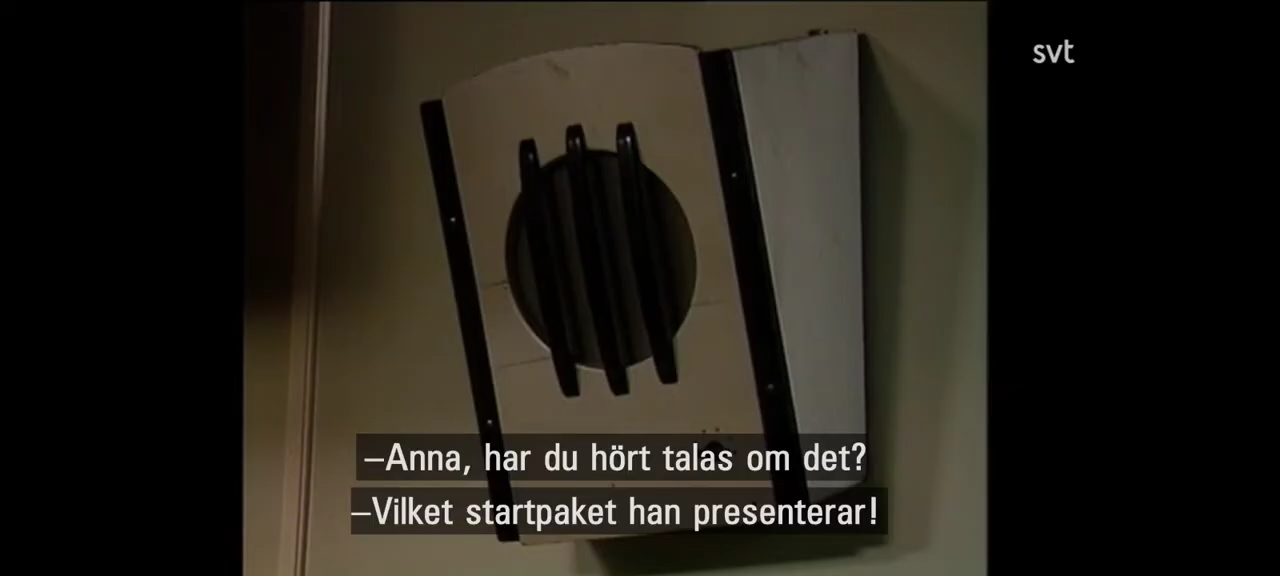 svt
–Anna, har du hört talas om det?
–Vilket startpaket han presenterar!